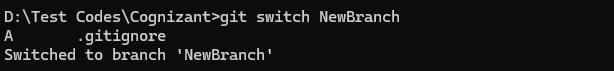 D:\Test Codes\Cognizant>git switch NewBranch
A       .gitignore
Switched to branch 'NewBranch'